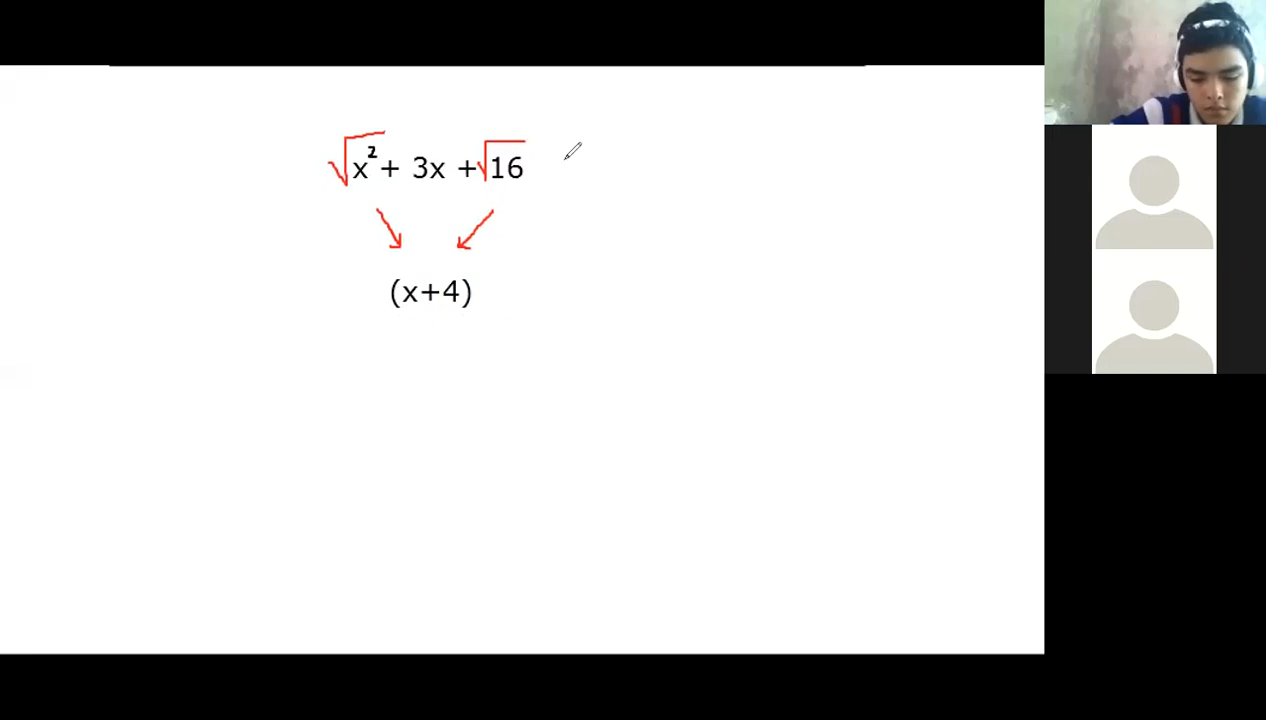 √x² + 3x + √16
(x+4)